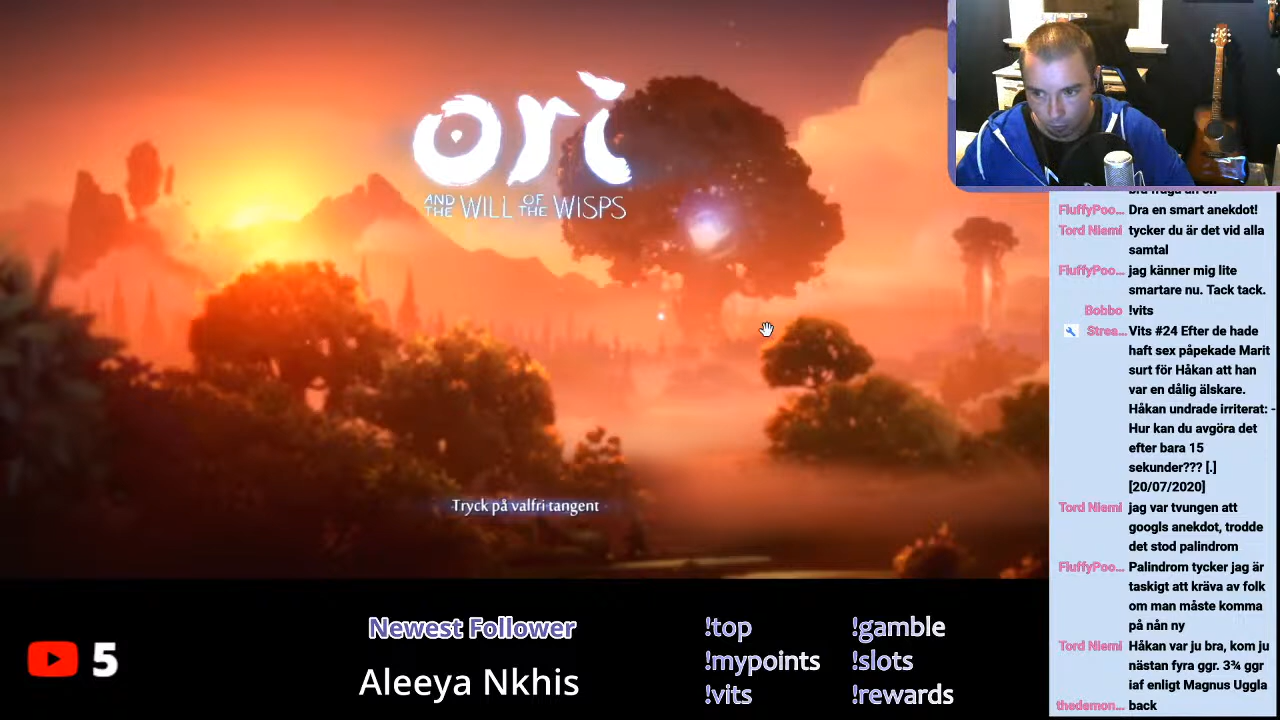 ori
AND THE WILL OF THE WISPS
Tryck på valfri tangent
FluffyPoo... Dra en smart anekdot!
Tord Niemi tycker du är det vid alla
samtal
FluffyPoo... jag känner mig lite
smartare nu. Tack tack.
Bobbo !vits
Strea... Vits #24 Efter de hade
haft sex påpekade Marit
surt för Håkan att han
var en dålig älskare.
Håkan undrade irriterat: -
Hur kan du avgöra det
efter bara 15
sekunder??? [.]
[20/07/2020]
Tord Niemi jag var tvungen att
googls anekdot, trodde
det stod palindrom
FluffyPoo... Palindrom tycker jag är
taskigt att kräva av folk
om man måste komma
på nån ny
Tord Niemi Håkan var ju bra, kom ju
nästan fyra ggr. 3¾ ggr
iaf enligt Magnus Uggla
thedemon... back
5
Newest Follower
Aleeya Nkhis
!top !gamble
!mypoints !slots
!vits !rewards